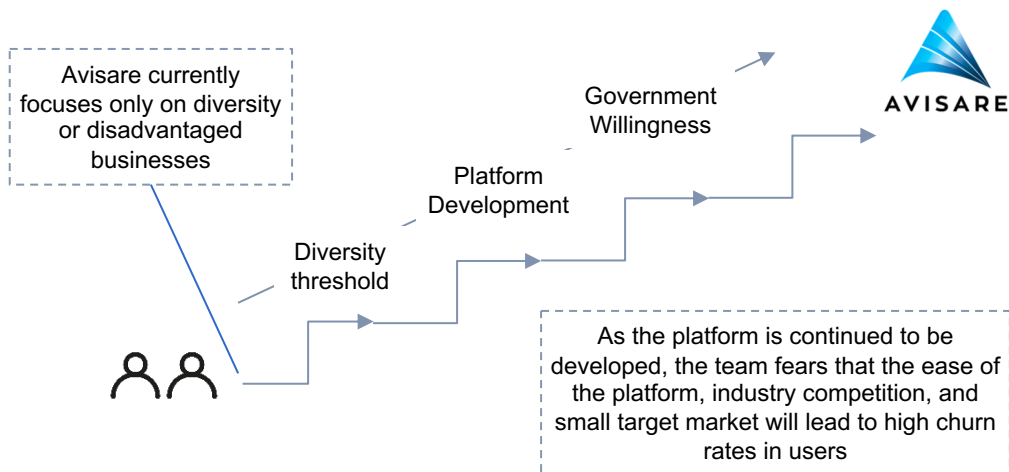 Avisare currently
focuses only on diversity
or disadvantaged
businesses
Government
Willingness
AVISARE
Platform
Development
Diversity
threshold
As the platform is continued to be
developed, the team fears that the ease of
the platform, industry competition, and
small target market will lead to high churn
rates in users